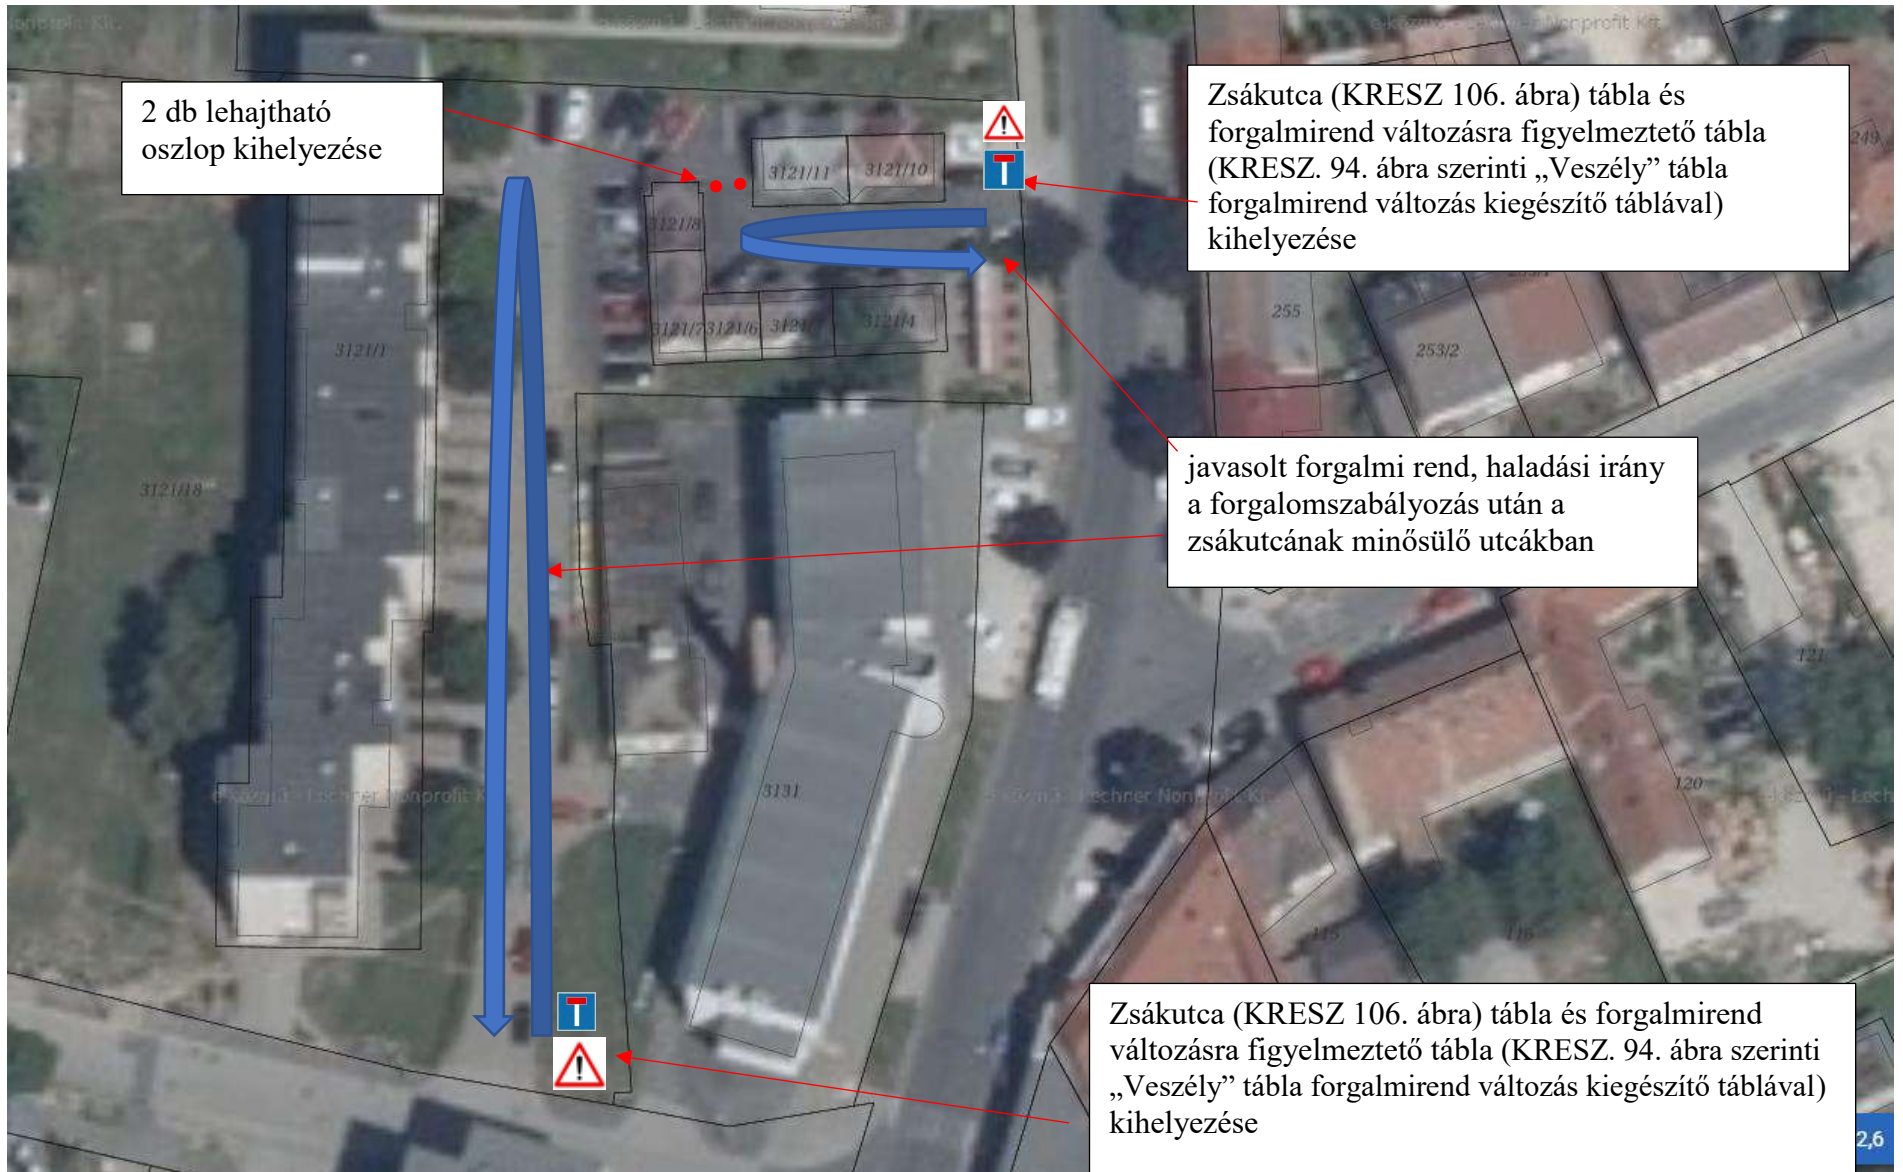 2 db lehajtható
oszlop kihelyezése
Zsákutca (KRESZ 106. ábra) tábla és
forgalmirend változásra figyelmeztető tábla
(KRESZ. 94. ábra szerinti „Veszély” tábla
forgalmirend változás kiegészítő táblával)
kihelyezése
249
3121/11
3121/10
3121/8
3121/7
3121/6
3121/4
255
253/2
3121/1
3121/18
javasolt forgalmi rend, haladási irány
a forgalomszabályozás után a
zsákutcának minősülő utcákban
121
3131
120
115
116
Zsákutca (KRESZ 106. ábra) tábla és forgalmirend
változásra figyelmeztető tábla (KRESZ. 94. ábra szerinti
„Veszély” tábla forgalmirend változás kiegészítő táblával)
kihelyezése
2,6